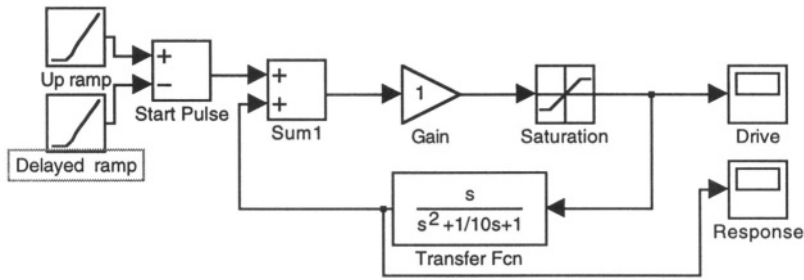 Up ramp
+
−
Start Pulse
Delayed ramp
+
+
Sum1
1
Gain
Saturation
Drive
s
s²+1/10s+1
Transfer Fcn
Response